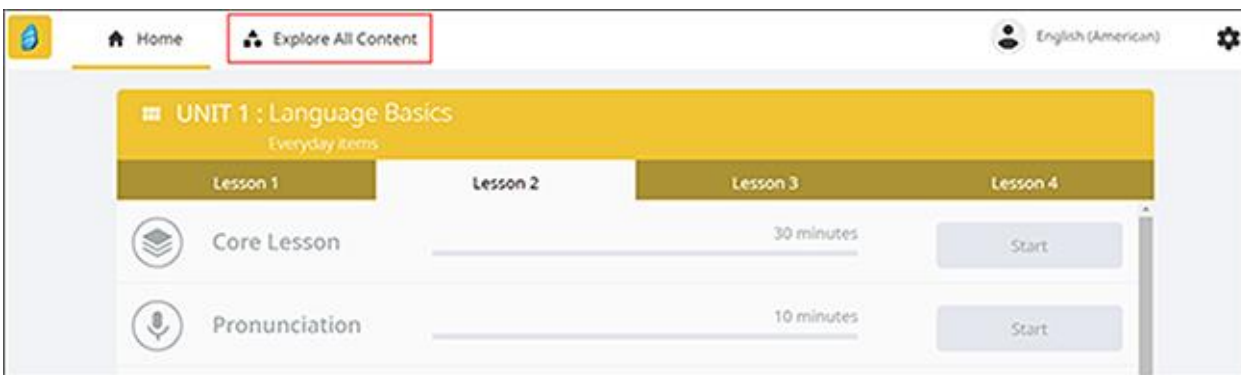 Home
Explore All Content
English (American)
UNIT 1 : Language Basics
Everyday items
Lesson 1
Lesson 2
Lesson 3
Lesson 4
Core Lesson
30 minutes
Start
Pronunciation
10 minutes
Start